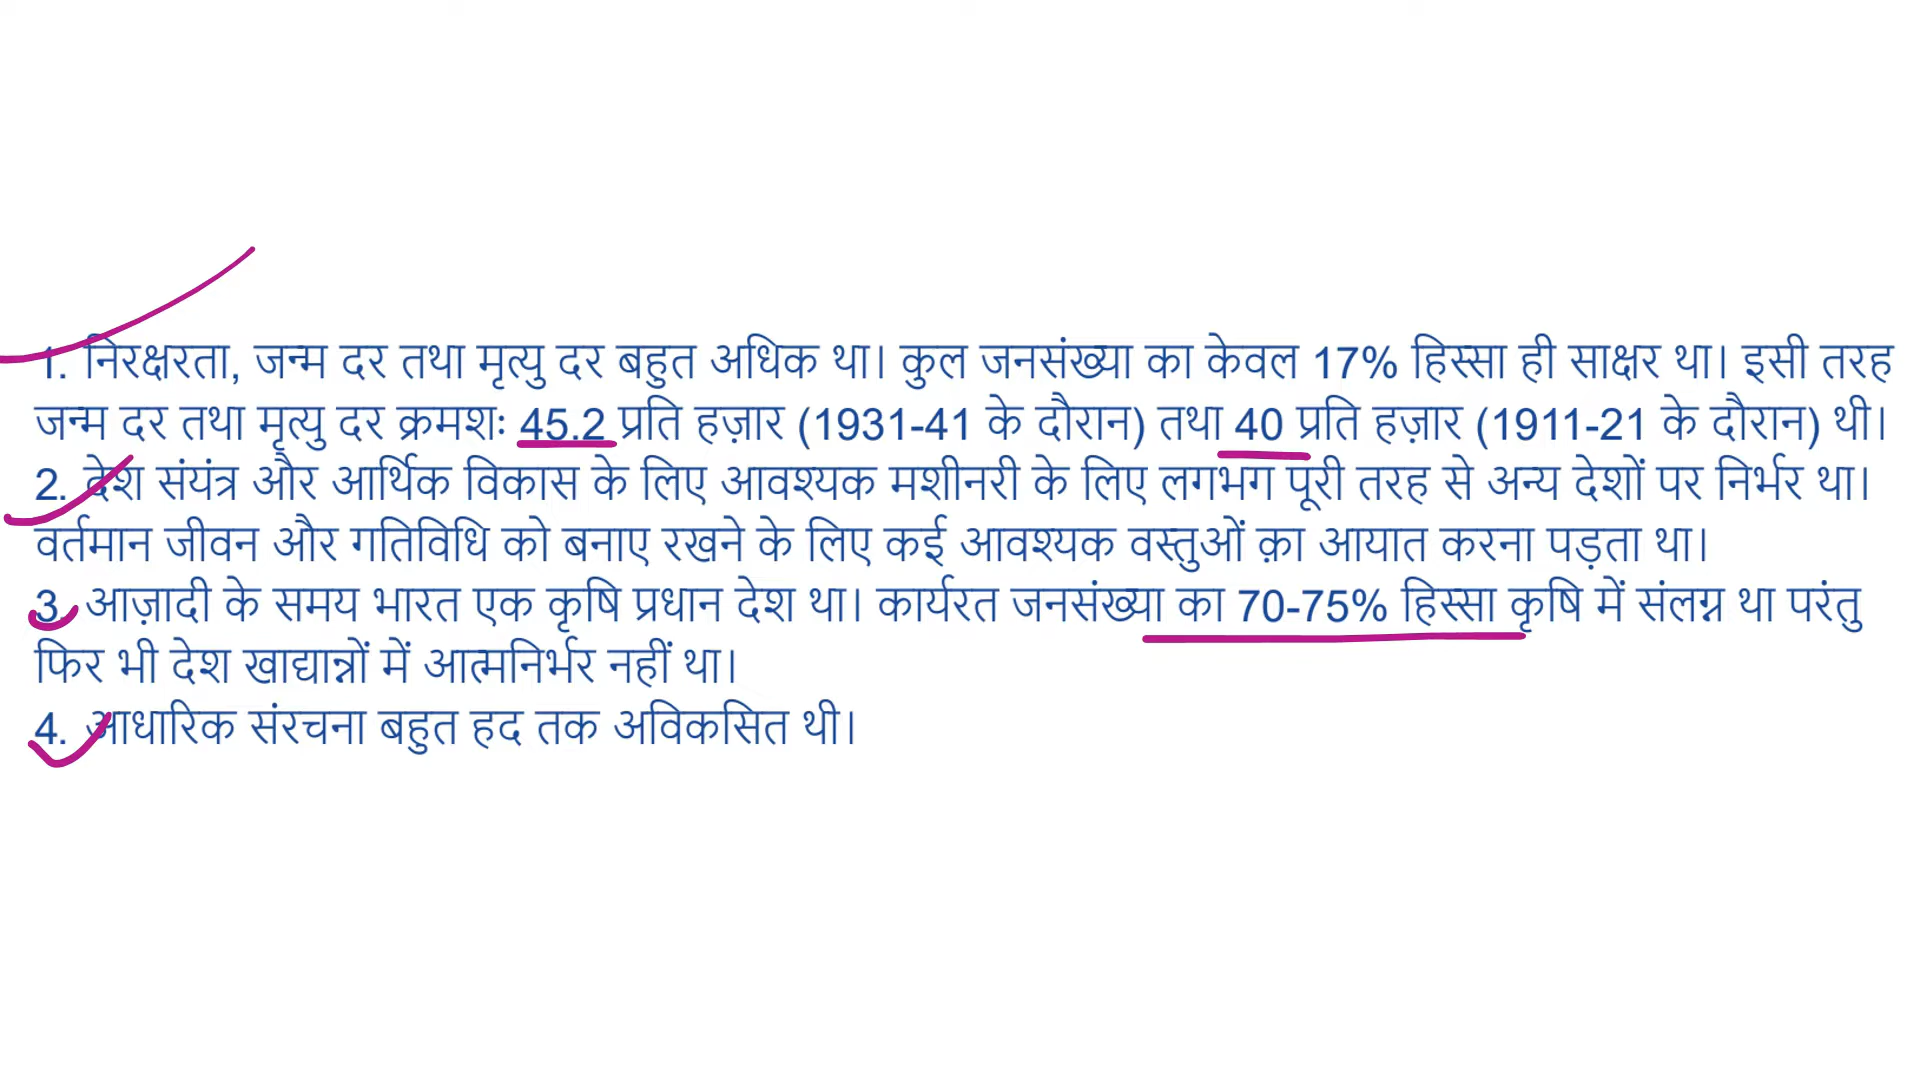 1. निरक्षरता, जन्म दर तथा मृत्यु दर बहुत अधिक था। कुल जनसंख्या का केवल 17% हिस्सा ही साक्षर था। इसी तरह
जन्म दर तथा मृत्यु दर क्रमशः 45.2 प्रति हज़ार (1931-41 के दौरान) तथा 40 प्रति हज़ार (1911-21 के दौरान) थी।
2. देश संयंत्र और आर्थिक विकास के लिए आवश्यक मशीनरी के लिए लगभग पूरी तरह से अन्य देशों पर निर्भर था।
वर्तमान जीवन और गतिविधि को बनाए रखने के लिए कई आवश्यक वस्तुओं क़ा आयात करना पड़ता था।
3. आज़ादी के समय भारत एक कृषि प्रधान देश था। कार्यरत जनसंख्या का 70-75% हिस्सा कृषि में संलग्न था परंतु
फिर भी देश खाद्यान्नों में आत्मनिर्भर नहीं था।
4. आधारिक संरचना बहुत हद तक अविकसित थी।